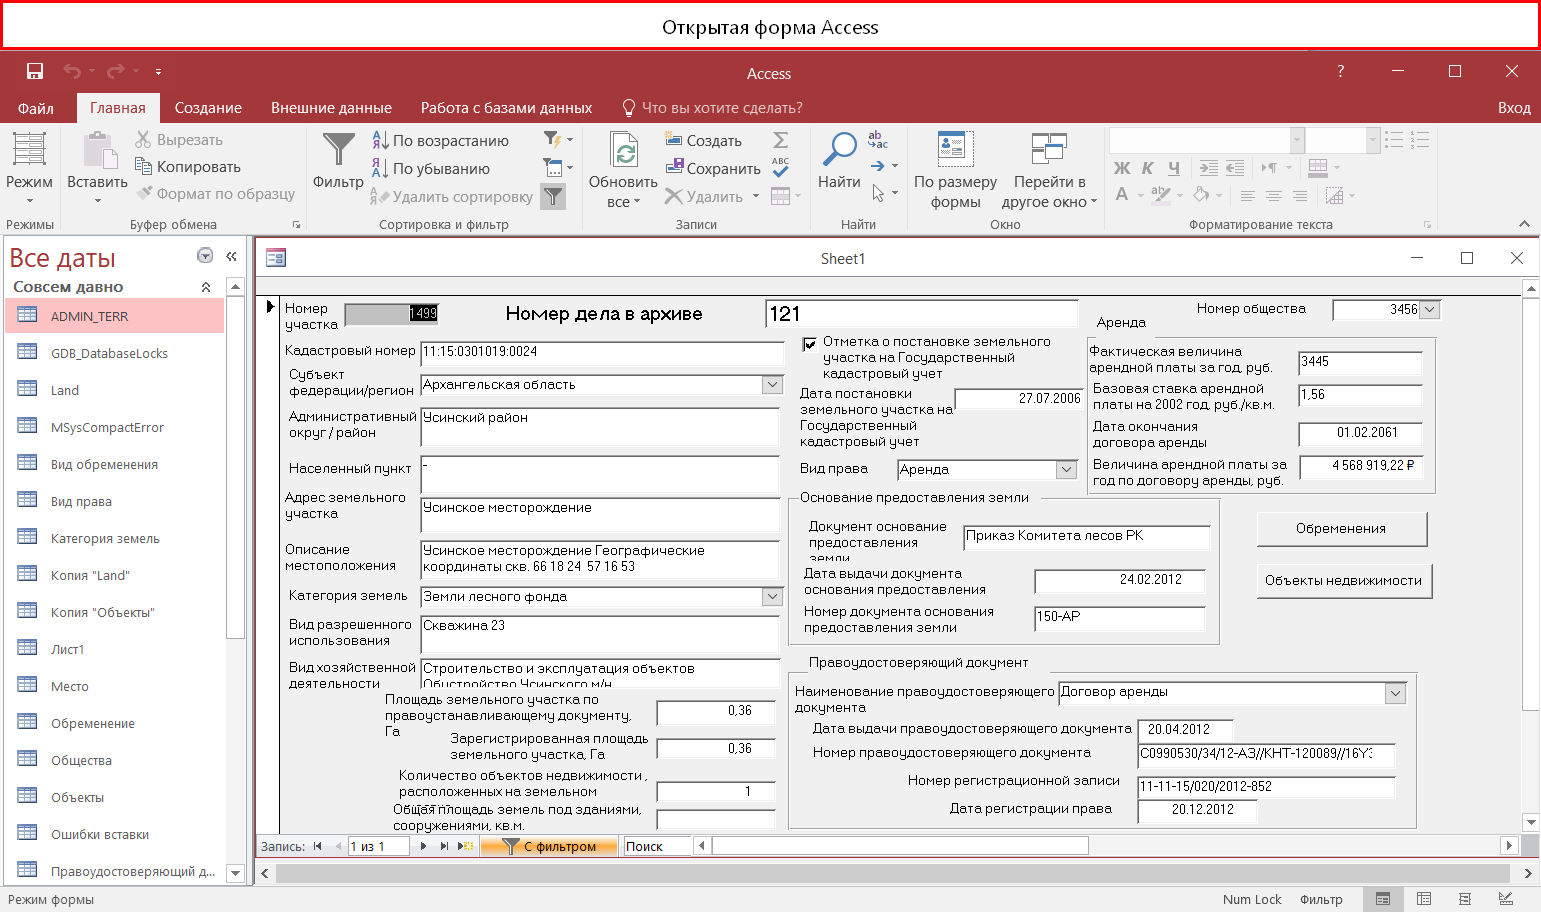 Открытая форма Access
Access
?
Файл
Главная
Создание
Внешние данные
Работа с базами данных
Что вы хотите сделать?
Вход
Режим
Режимы
Вставить
Вырезать
Копировать
Формат по образцу
Буфер обмена
Фильтр
По возрастанию
По убыванию
Удалить сортировку
Сортировка и фильтр
Обновить
все
Создать
Сохранить
Удалить
Записи
Найти
Найти
По размеру
формы
Перейти в
другое окно
Окно
Ж К Ч
Форматирование текста
Все даты
Совсем давно
ADMIN_TERR
GDB_DatabaseLocks
Land
MSysCompactError
Вид обременения
Вид права
Категория земель
Копия "Land"
Копия "Объекты"
Лист1
Место
Обременение
Общества
Объекты
Ошибки вставки
Правоудостоверяющий д...
Sheet1
Номер
участка
1499
Номер дела в архиве
121
Номер общества
3456
Кадастровый номер
11:15:0301019:0024
Субъект
федерации/регион
Архангельская область
Административный
округ / район
Усинский район
Населенный пункт
-
Адрес земельного
участка
Усинское месторождение
Описание
местоположения
Усинское месторождение Географические
координаты скв. 66 18 24 57 16 53
Категория земель
Земли лесного фонда
Вид разрешенного
использования
Скважина 23
Вид хозяйственной
деятельности
Строительство и эксплуатация объектов
Обустройство Усинского м/н
Площадь земельного участка по
правоустанавливающему документу,
Га
0,36
Зарегистрированная площадь
земельного участка, Га
0,36
Количество объектов недвижимости ,
расположенных на земельном
1
Общая площадь земель под зданиями,
сооружениями, кв.м.
Отметка о постановке земельного
участка на Государственный
кадастровый учет
Дата постановки
земельного участка на
Государственный
кадастровый учет
27.07.2006
Вид права
Аренда
Аренда
Фактическая величина
арендной платы за год, руб.
3445
Базовая ставка арендной
платы на 2002 год, руб./кв.м.
1,56
Дата окончания
договора аренды
01.02.2061
Величина арендной платы за
год по договору аренды, руб.
4 568 919,22 ₽
Основание предоставления земли
Документ основание
предоставления
земли
Приказ Комитета лесов РК
Дата выдачи документа
основания предоставления
24.02.2012
Номер документа основания
предоставления земли
150-АР
Обременения
Объекты недвижимости
Правоудостоверяющий документ
Наименование правоудостоверяющего
документа
Договор аренды
Дата выдачи правоудостоверяющего документа
20.04.2012
Номер правоудостоверяющего документа
С0990530/34/12-АЗ//КНТ-120089//16УЗ
Номер регистрационной записи
11-11-15/020/2012-852
Дата регистрации права
20.12.2012
Запись:
1 из 1
С фильтром
Поиск
Режим формы
Num Lock
Фильтр